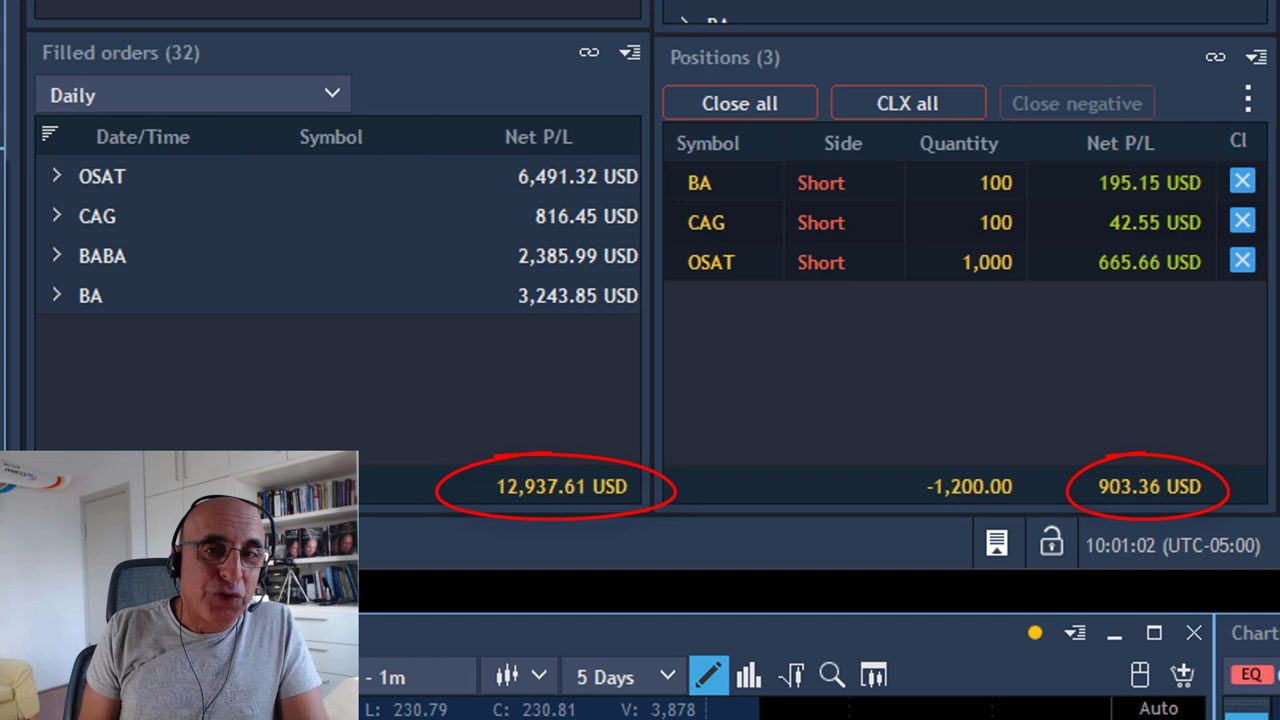 BA
Filled orders (32)
Daily
Date/Time Symbol Net P/L
OSAT 6,491.32 USD
CAG 816.45 USD
BABA 2,385.99 USD
BA 3,243.85 USD
12,937.61 USD
Positions (3)
Close all CLX all Close negative
Symbol Side Quantity Net P/L Cl
BA Short 100 195.15 USD
CAG Short 100 42.55 USD
OSAT Short 1,000 665.66 USD
-1,200.00 903.36 USD
10:01:02 (UTC-05:00)
Chart
- 1m 5 Days EQ
L: 230.79 C: 230.81 V: 3,878 Auto